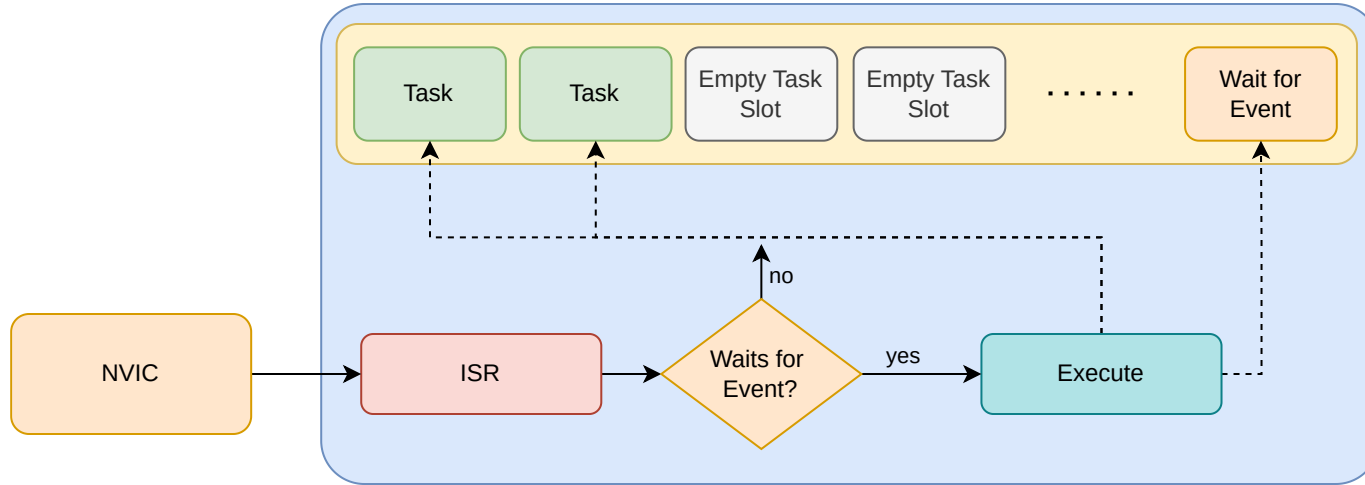 Task
Task
Empty Task
Slot
Empty Task
Slot
......
Wait for
Event
no
NVIC
ISR
Waits for
Event?
yes
Execute